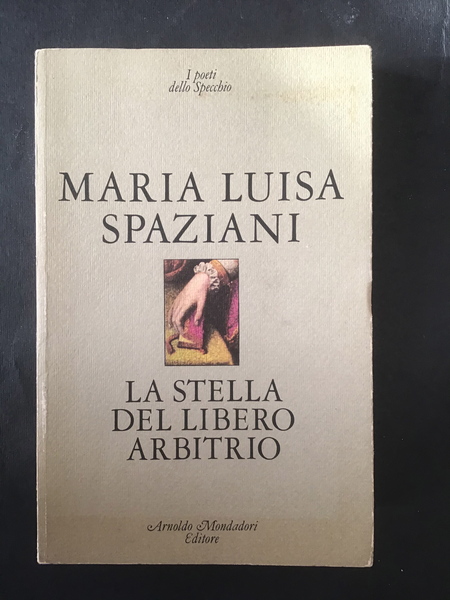 I poeti
dello Specchio
MARIA LUISA
SPAZIANI
LA STELLA
DEL LIBERO
ARBITRIO
Arnoldo Mondadori
Editore